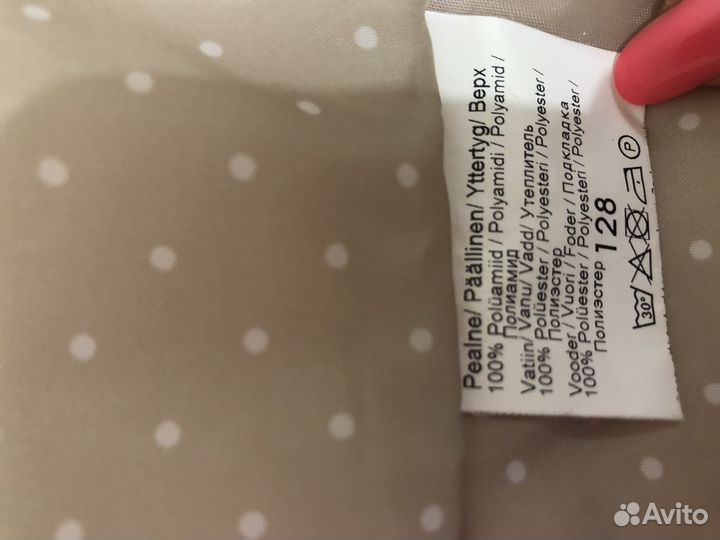 Pealne/ Päällinen/ Yttertyg/ Верх
100% Polüamiid / Polyamidi / Polyamid /
Полиамид
Vatiin/ Vanu/ Vadd/ Утеплитель
100% Polüester / Polyesteri / Polyester /
Полиэстер
Vooder / Vuori / Foder / Подкладка
100% Polüester / Polyesteri / Polyester /
Полиэстер 128
30° P
Avito